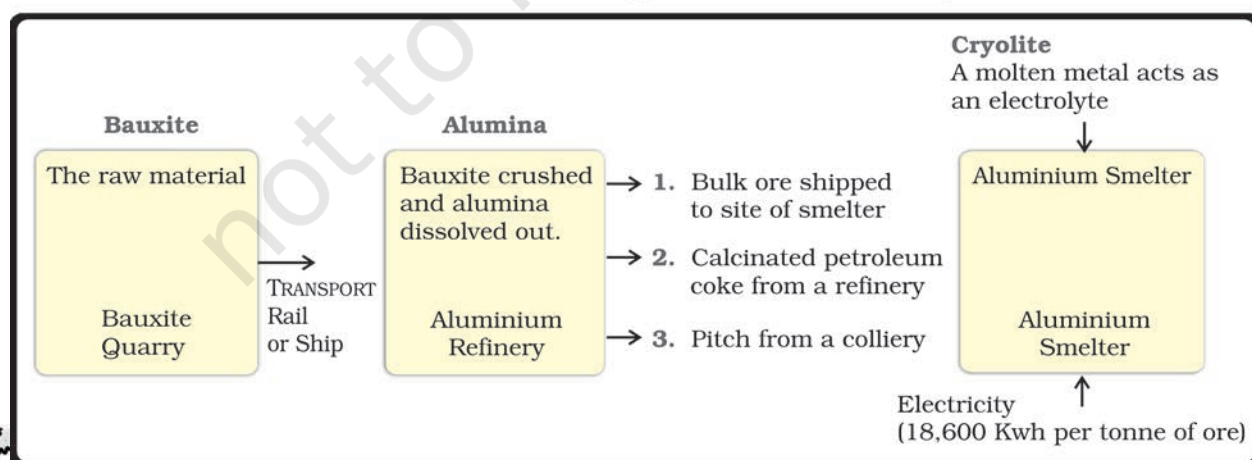 not to
Cryolite
A molten metal acts as
an electrolyte
Bauxite
The raw material
Bauxite
Quarry
TRANSPORT
Rail
or Ship
Alumina
Bauxite crushed
and alumina
dissolved out.
Aluminium
Refinery
1. Bulk ore shipped
to site of smelter
2. Calcinated petroleum
coke from a refinery
3. Pitch from a colliery
Aluminium Smelter
Aluminium
Smelter
Electricity
(18,600 Kwh per tonne of ore)